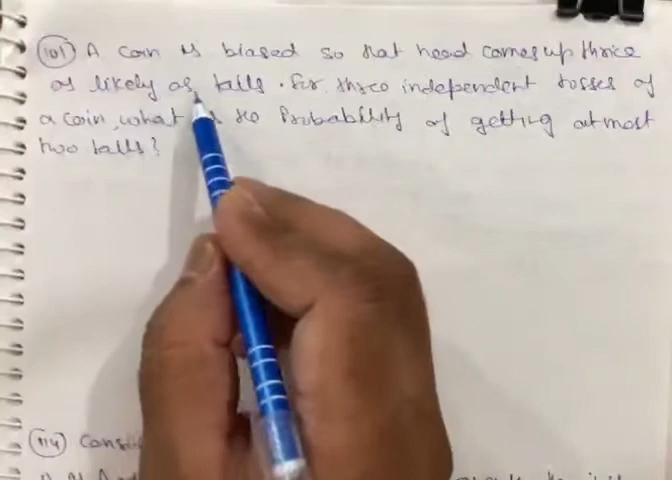 101 A coin is biased so that head comes up thrice
as likely as tails. For three independent tosses of
a coin, what the Probability of getting atmost
two tails?
114 Consi